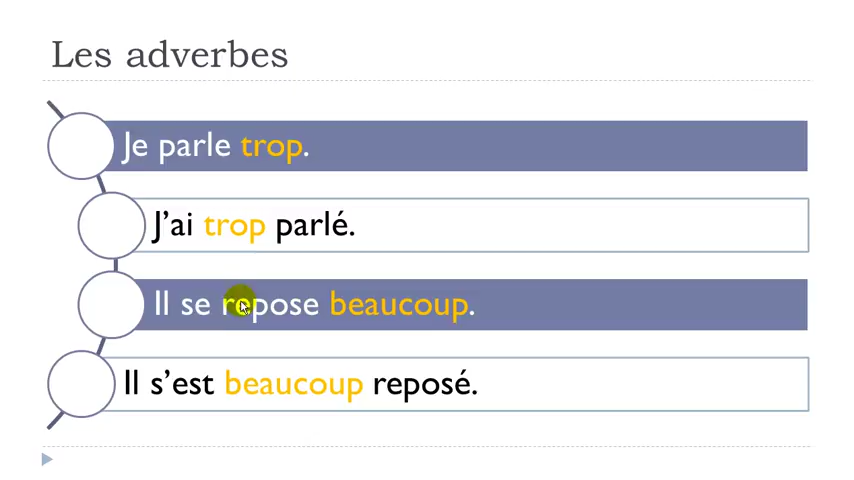 Les adverbes
Je parle trop.
J’ai trop parlé.
Il se repose beaucoup.
Il s’est beaucoup reposé.